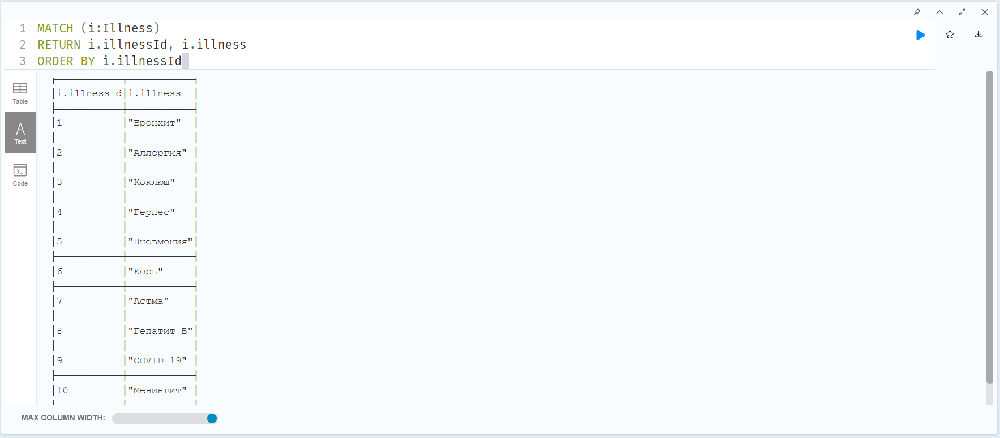 1 MATCH (i:Illness)
2 RETURN i.illnessId, i.illness
3 ORDER BY i.illnessId
Table
Text
Code
i.illnessId i.illness
1 "Бронхит"
2 "Аллергия"
3 "Коклюш"
4 "Герпес"
5 "Пневмония"
6 "Корь"
7 "Астма"
8 "Гепатит B"
9 "COVID-19"
10 "Менингит"
MAX COLUMN WIDTH: